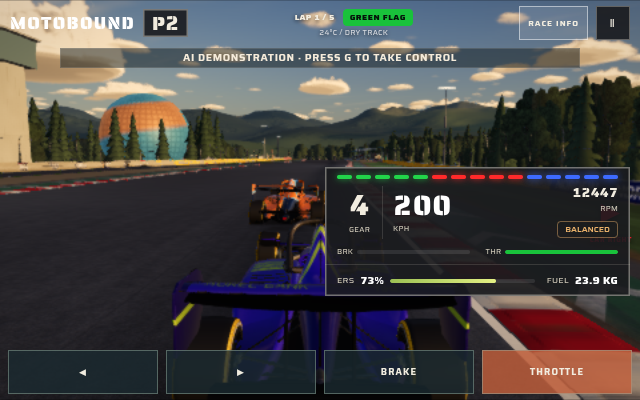 MOTOBOUND P2
LAP 1 / 5 GREEN FLAG
24°C / DRY TRACK
RACE INFO
II
AI DEMONSTRATION · PRESS G TO TAKE CONTROL
4 GEAR
200 KPH
12447 RPM
BALANCED
BRK THR
ERS 73% FUEL 23.9 KG
◄ ► BRAKE THROTTLE